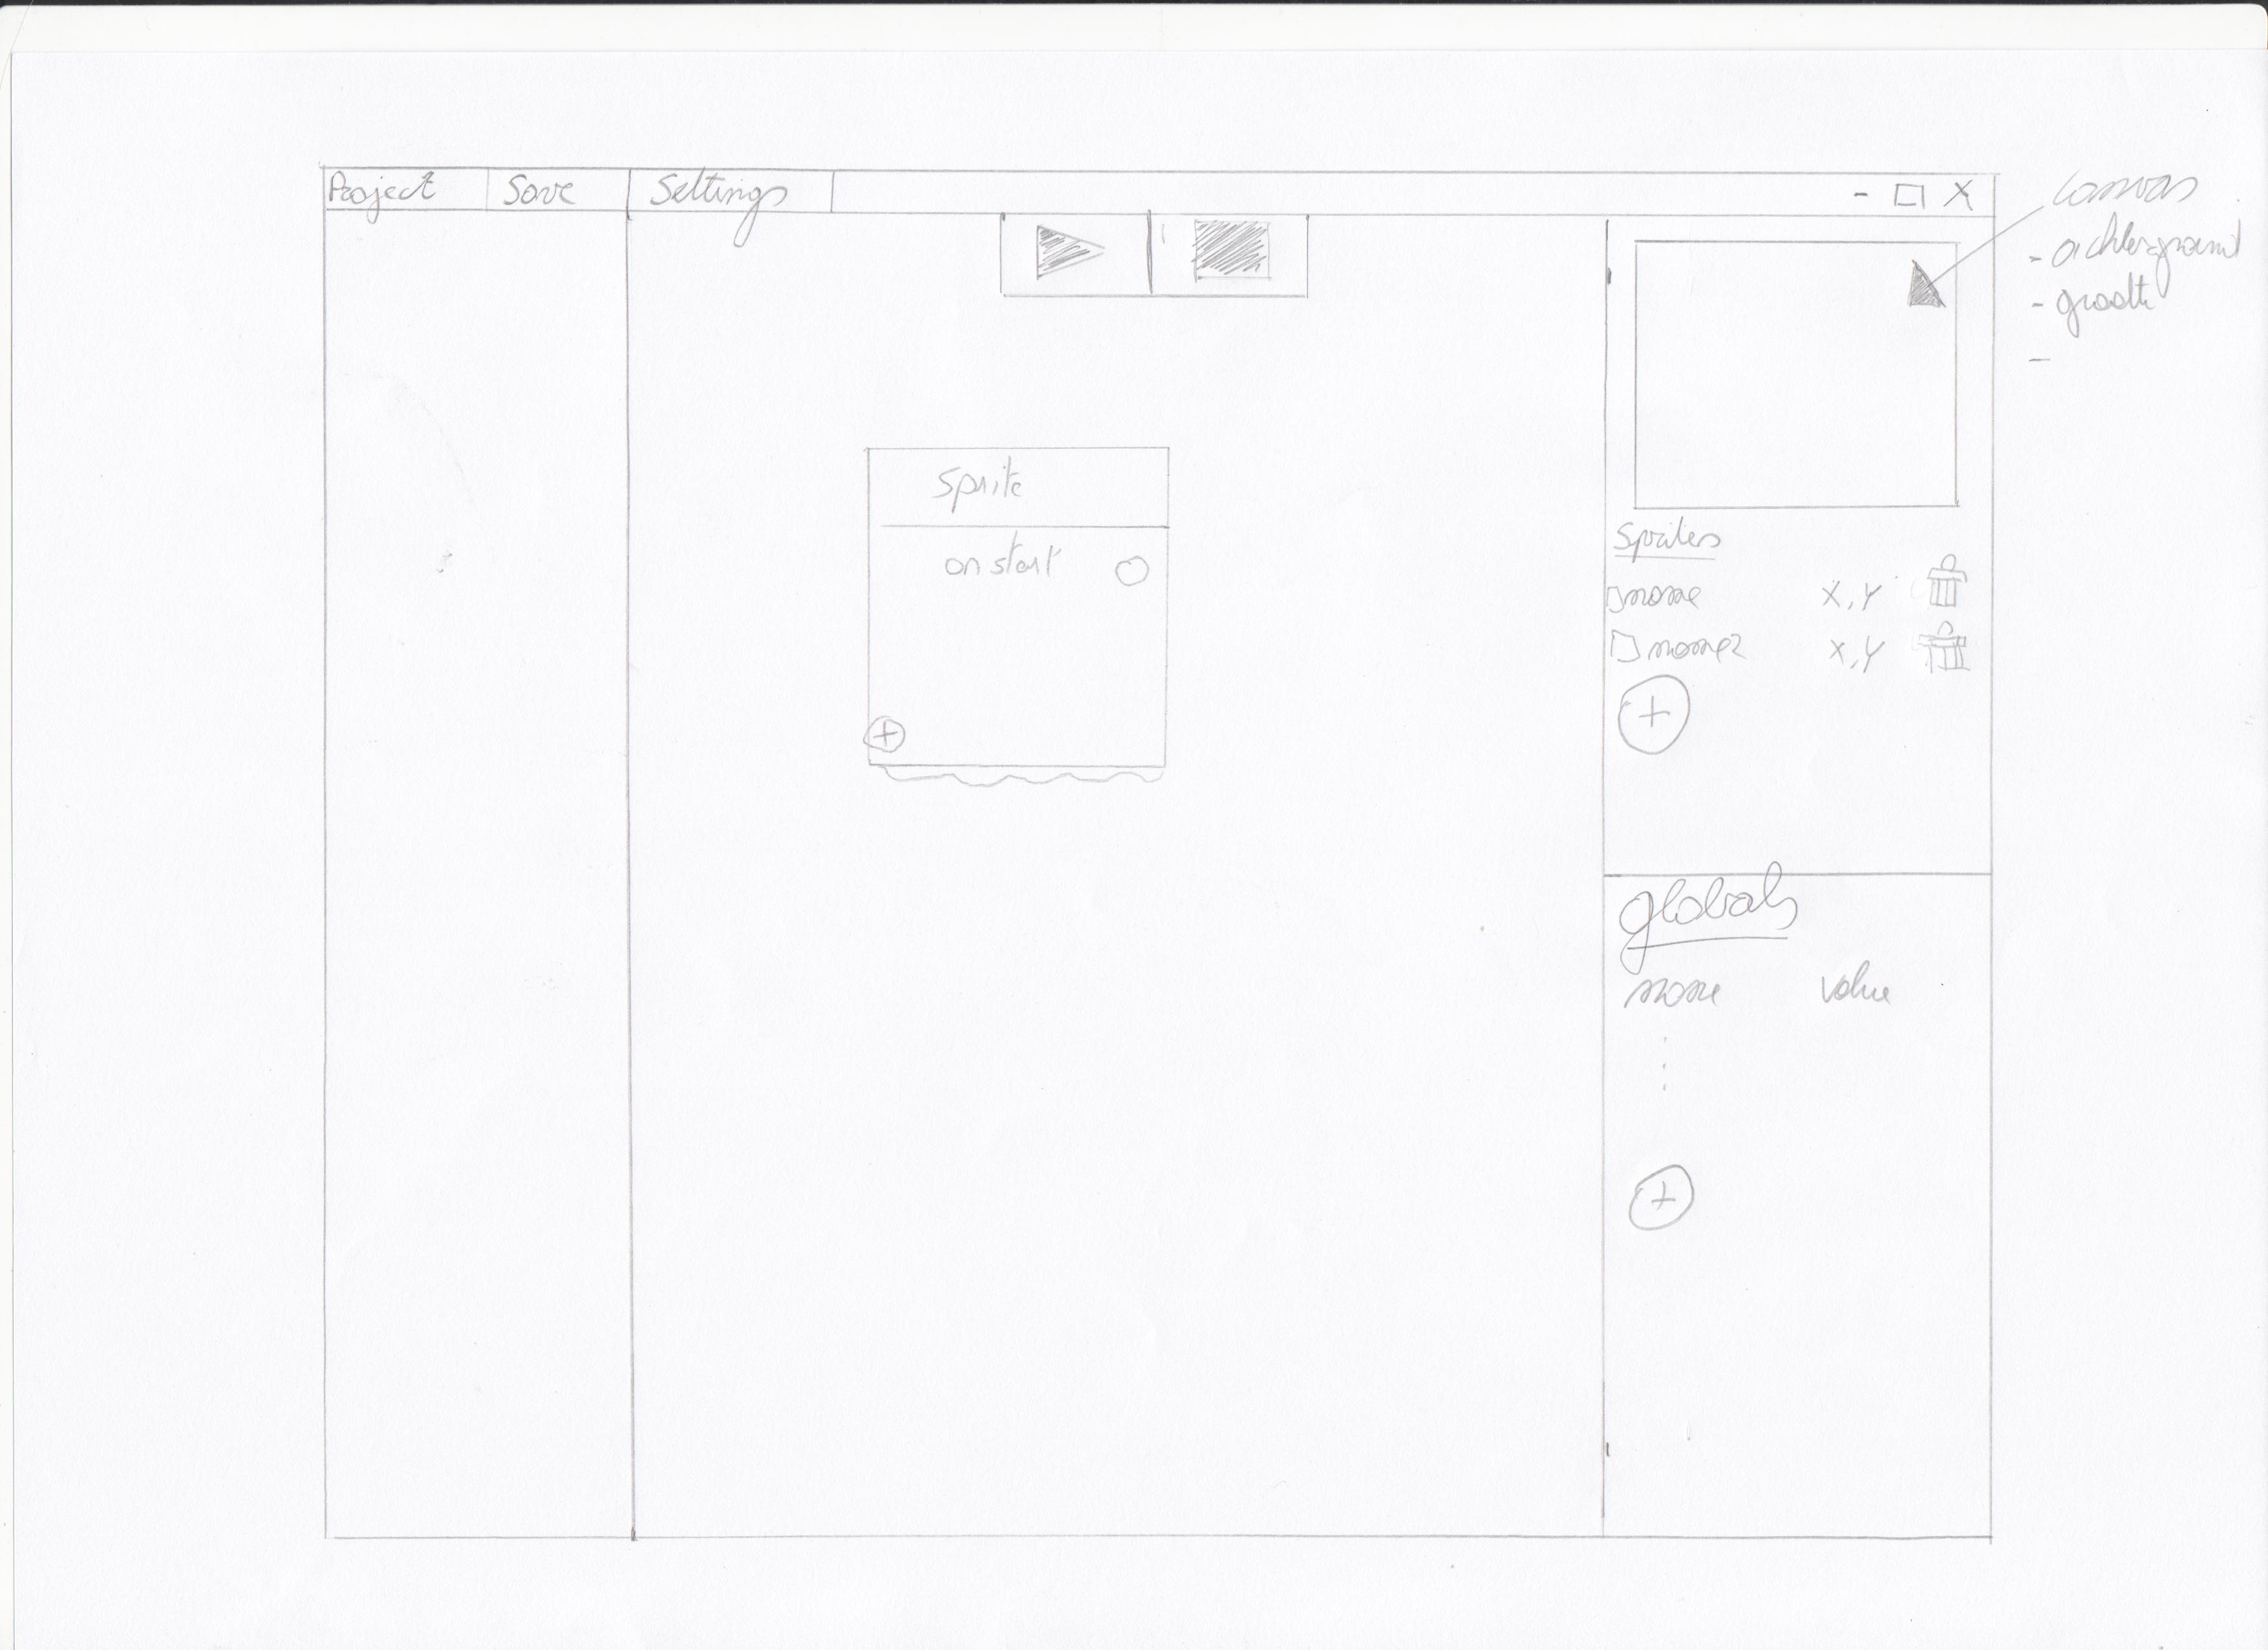 Project Save Settings - □ X
canvas
- achtergrond
- grootte
-
sprite
on start
Sprites
name X,Y
name2 X,Y
+
+
globals
name value
+